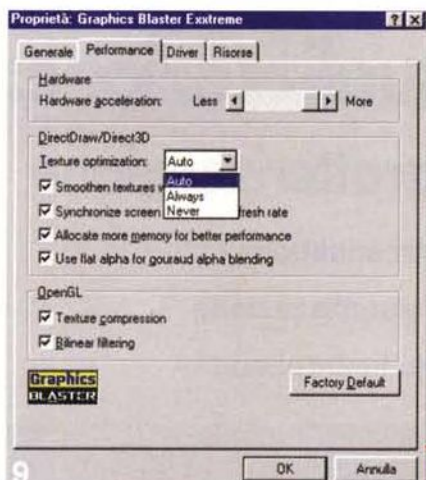 Proprietà: Graphics Blaster Exxtreme
Generale Performance Driver Risorse
Hardware
Hardware acceleration: Less More
DirectDraw/Direct3D
Texture optimization: Auto
Auto
Always
Never
Smoothen textures
Synchronize screen fresh rate
Allocate more memory for better performance
Use flat alpha for gouraud alpha blending
OpenGL
Texture compression
Bilinear filtering
Graphics
BLASTER
Factory Default
OK Annulla
9